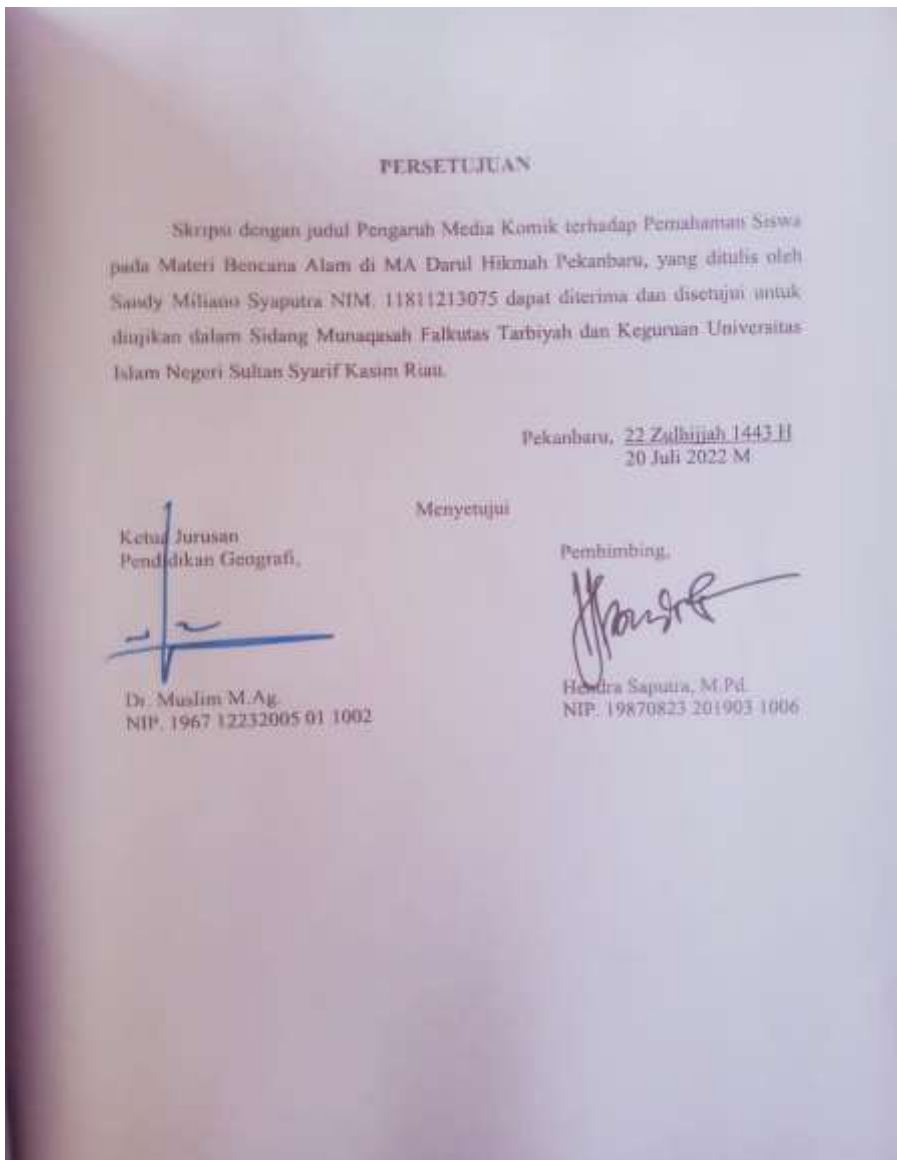 PERSETUJUAN
Skripsi dengan judul Pengaruh Media Komik terhadap Pemahaman Siswa
pada Materi Bencana Alam di MA Darul Hikmah Pekanbaru, yang ditulis oleh
Sandy Miliano Syaputra NIM. 11811213075 dapat diterima dan disetujui untuk
diujikan dalam Sidang Munaqasah Falkutas Tarbiyah dan Keguruan Universitas
Islam Negeri Sultan Syarif Kasim Riau.
Pekanbaru, 22 Zulhijjah 1443 H
20 Juli 2022 M
Menyetujui
Ketua Jurusan
Pendidikan Geografi,
Pembimbing,
Dr. Muslim M.Ag.
NIP. 1967 12232005 01 1002
Hendra Saputra, M.Pd.
NIP. 19870823 201903 1006